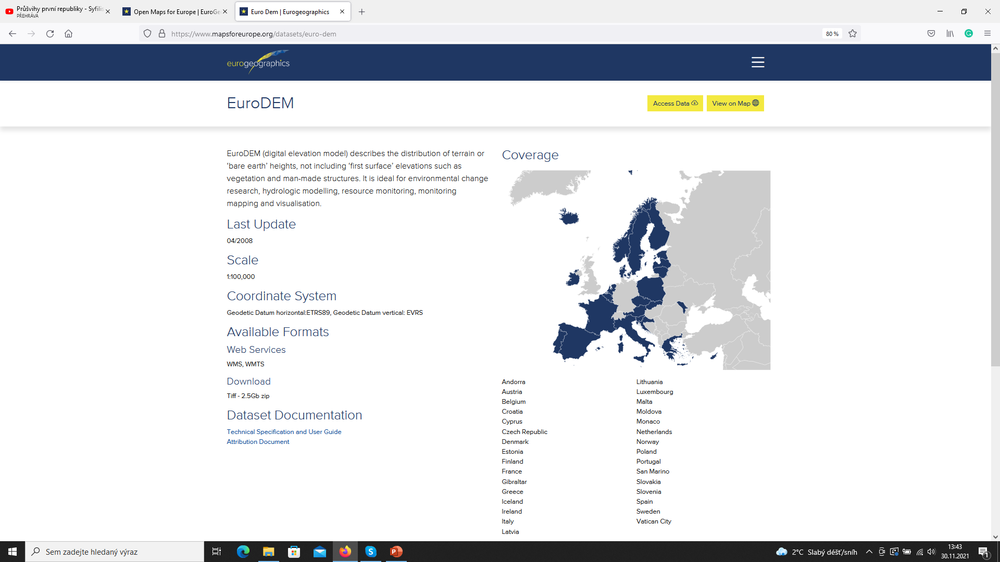 Průšvihy první republiky - Syfilis
PŘEHRÁVÁ
Open Maps for Europe | EuroGe
Euro Dem | Eurogeographics
https://www.mapsforeurope.org/datasets/euro-dem
80 %
eurogeographics
EuroDEM
Access Data
View on Map
EuroDEM (digital elevation model) describes the distribution of terrain or
‘bare earth’ heights, not including ‘first surface’ elevations such as
vegetation and man-made structures. It is ideal for environmental change
research, hydrologic modelling, resource monitoring, monitoring
mapping and visualisation.
Last Update
04/2008
Scale
1:100,000
Coordinate System
Geodetic Datum horizontal:ETRS89, Geodetic Datum vertical: EVRS
Available Formats
Web Services
WMS, WMTS
Download
Tiff - 2.5Gb zip
Dataset Documentation
Technical Specification and User Guide
Attribution Document
Coverage
Andorra
Austria
Belgium
Croatia
Cyprus
Czech Republic
Denmark
Estonia
Finland
France
Gibraltar
Greece
Iceland
Ireland
Italy
Latvia
Lithuania
Luxembourg
Malta
Moldova
Monaco
Netherlands
Norway
Poland
Portugal
San Marino
Slovakia
Slovenia
Spain
Sweden
Vatican City
Sem zadejte hledaný výraz
2°C Slabý déšť/sníh
13:43
30.11.2021
1